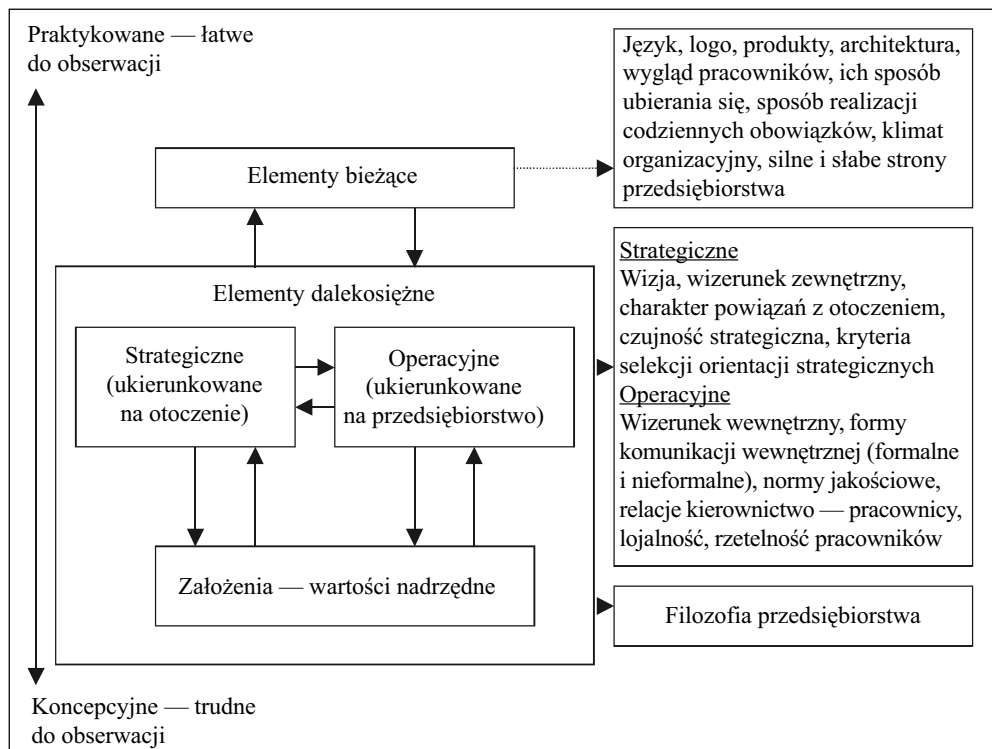 Praktykowane — łatwe
do obserwacji
Język, logo, produkty, architektura,
wygląd pracowników, ich sposób
ubierania się, sposób realizacji
codziennych obowiązków, klimat
organizacyjny, silne i słabe strony
przedsiębiorstwa
Elementy bieżące
Elementy dalekosiężne
Strategiczne
(ukierunkowane
na otoczenie)
Operacyjne
(ukierunkowane
na przedsiębiorstwo)
Strategiczne
Wizja, wizerunek zewnętrzny,
charakter powiązań z otoczeniem,
czujność strategiczna, kryteria
selekcji orientacji strategicznych
Operacyjne
Wizerunek wewnętrzny, formy
komunikacji wewnętrznej (formalne
i nieformalne), normy jakościowe,
relacje kierownictwo — pracownicy,
lojalność, rzetelność pracowników
Założenia — wartości nadrzędne
Filozofia przedsiębiorstwa
Koncepcyjne — trudne
do obserwacji